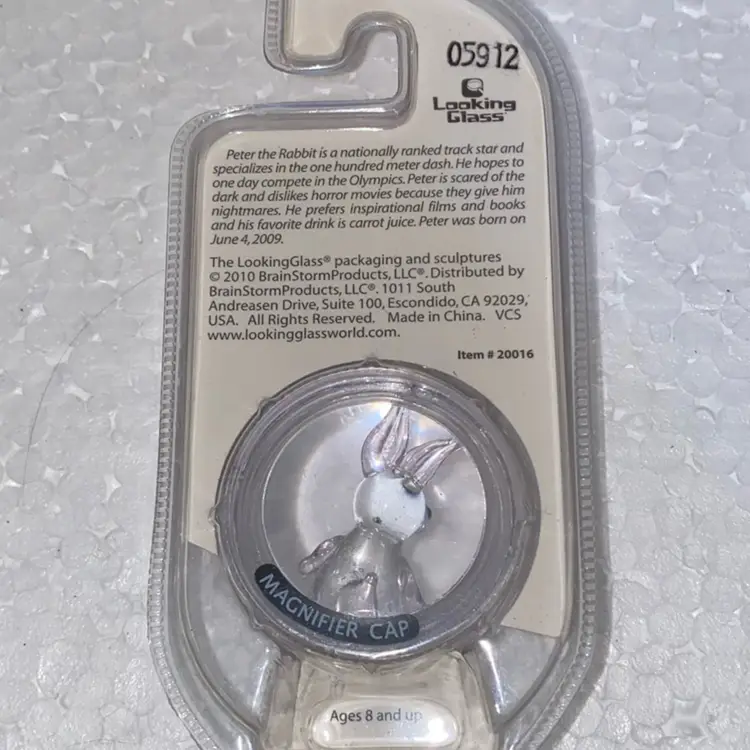 05912
Looking
Glass
Peter the Rabbit is a nationally ranked track star and
specializes in the one hundred meter dash. He hopes to
one day compete in the Olympics. Peter is scared of the
dark and dislikes horror movies because they give him
nightmares. He prefers inspirational films and books
and his favorite drink is carrot juice. Peter was born on
June 4, 2009.
The LookingGlass® packaging and sculptures
© 2010 BrainStormProducts, LLC®. Distributed by
BrainStormProducts, LLC®. 1011 South
Andreasen Drive, Suite 100, Escondido, CA 92029,
USA. All Rights Reserved. Made in China. VCS
www.lookingglassworld.com.
Item # 20016
MAGNIFIER CAP
Ages 8 and up